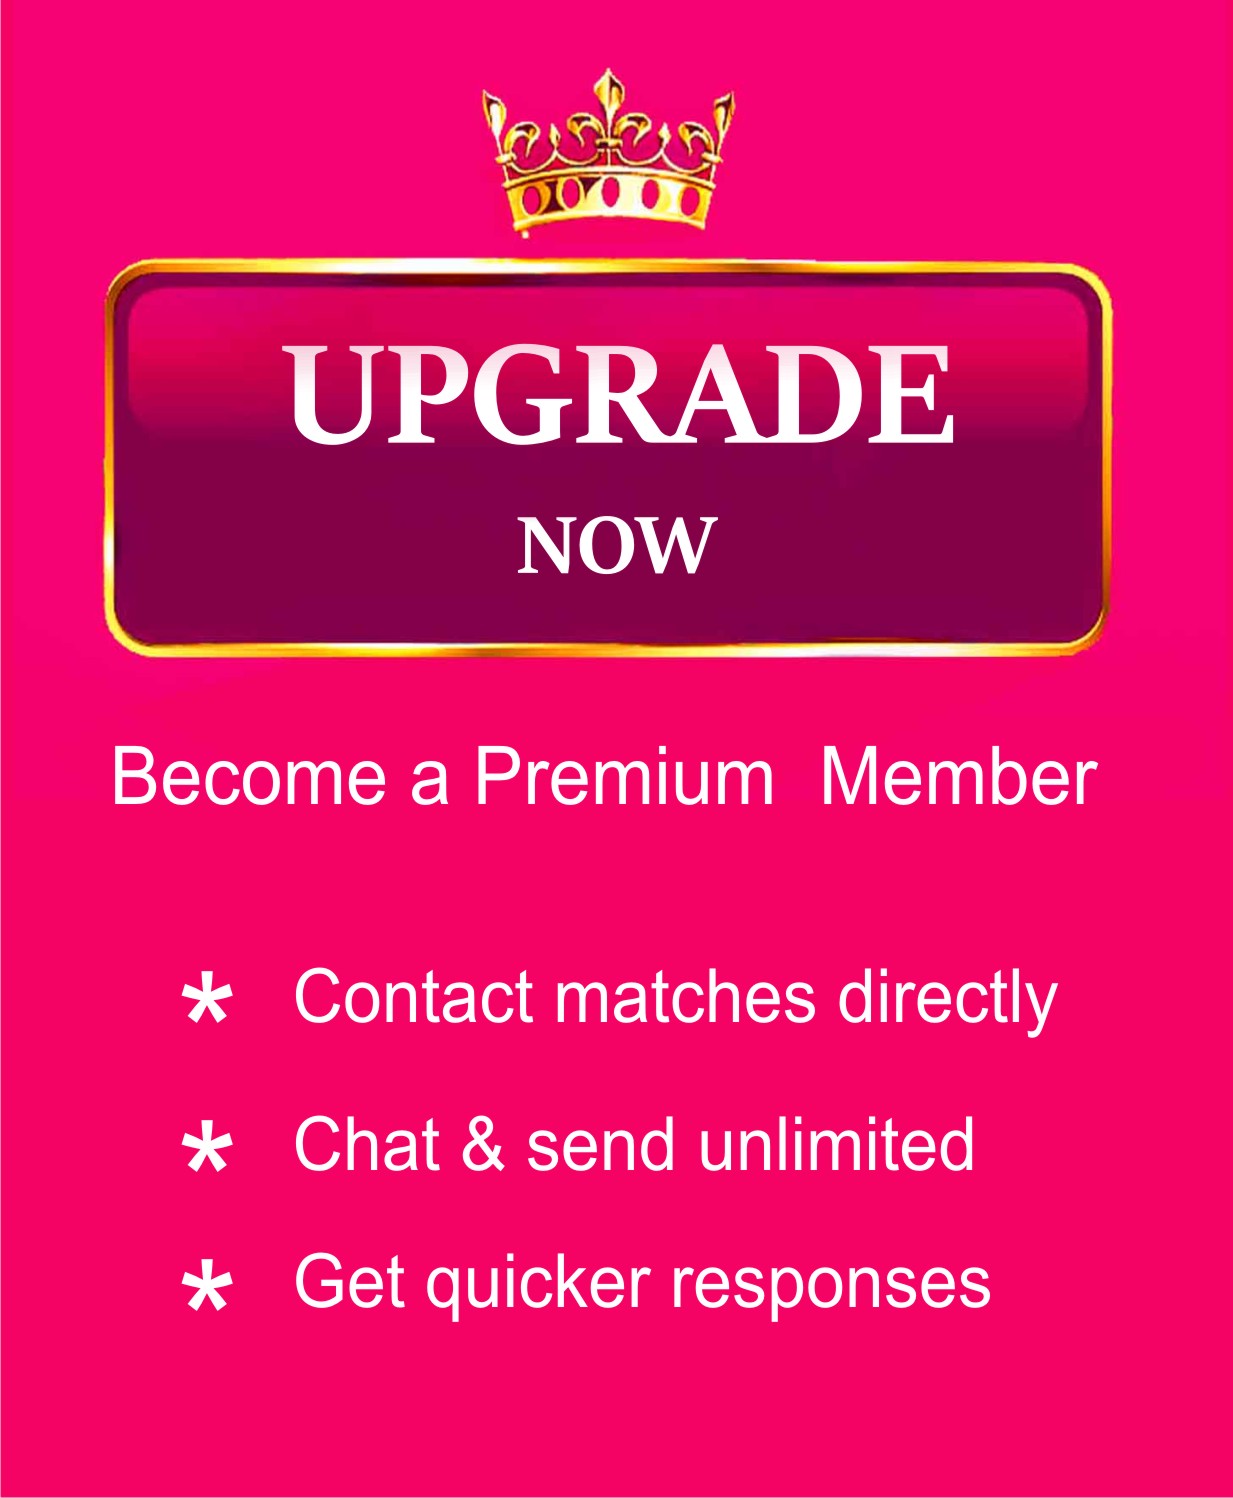 UPGRADE
NOW
Become a Premium  Member
* Contact matches directly
* Chat & send unlimited
* Get quicker responses